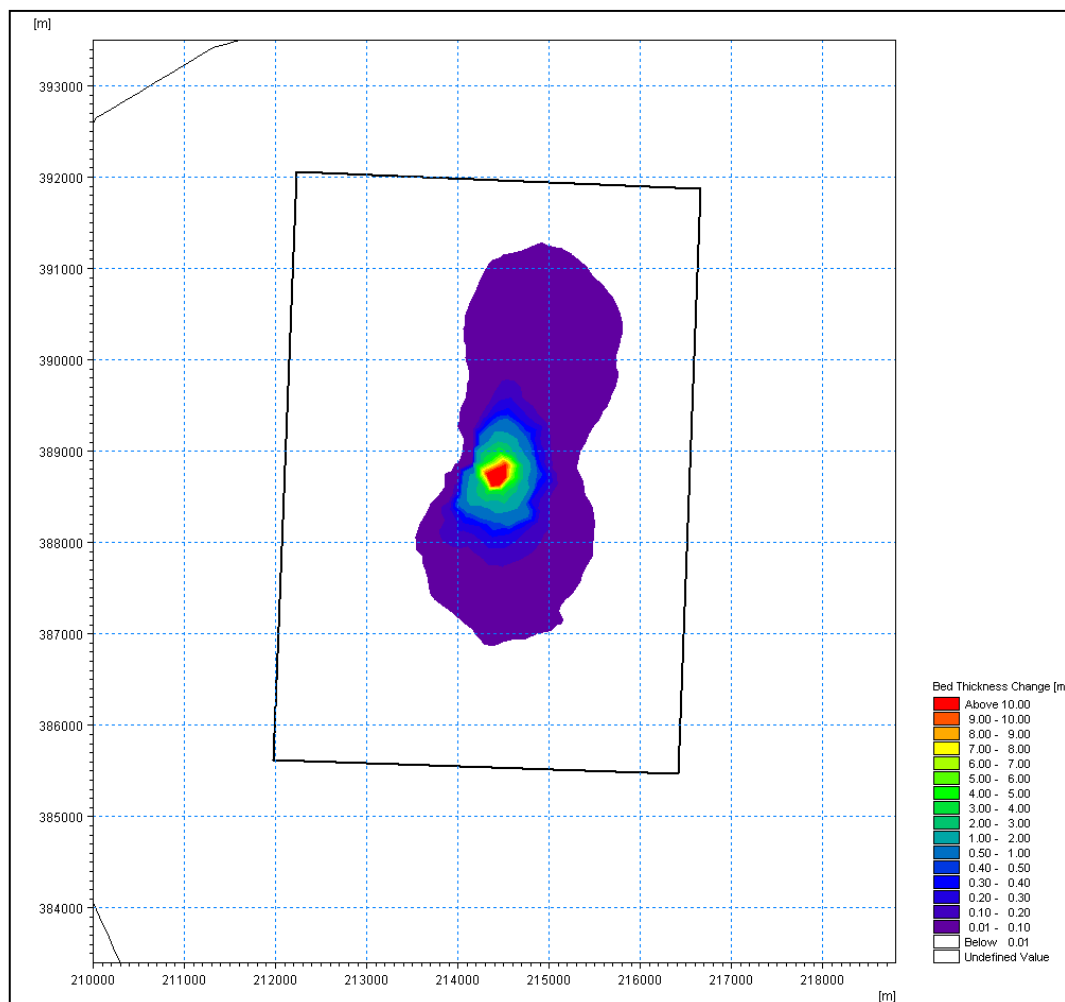 [m]
393000
392000
391000
390000
389000
388000
387000
386000
385000
384000
210000 211000 212000 213000 214000 215000 216000 217000 218000
[m]
Bed Thickness Change [m
Above 10.00
9.00 - 10.00
8.00 - 9.00
7.00 - 8.00
6.00 - 7.00
5.00 - 6.00
4.00 - 5.00
3.00 - 4.00
2.00 - 3.00
1.00 - 2.00
0.50 - 1.00
0.40 - 0.50
0.30 - 0.40
0.20 - 0.30
0.10 - 0.20
0.01 - 0.10
Below 0.01
Undefined Value